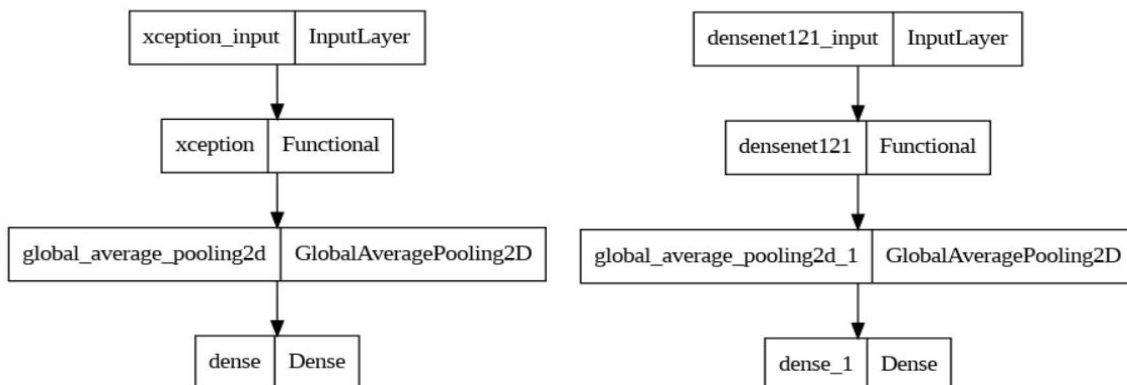 xception_input InputLayer
xception Functional
global_average_pooling2d GlobalAveragePooling2D
dense Dense
densenet121_input InputLayer
densenet121 Functional
global_average_pooling2d_1 GlobalAveragePooling2D
dense_1 Dense